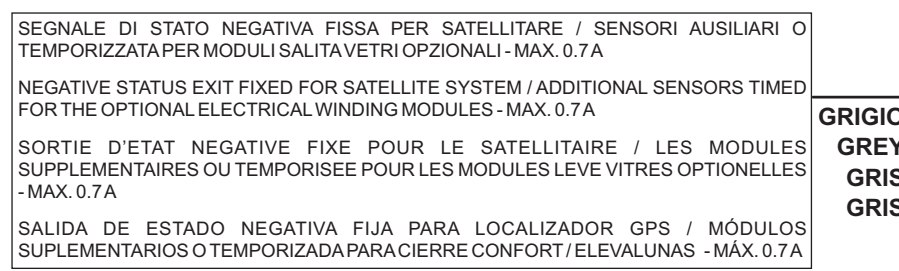 SEGNALE DI STATO NEGATIVA FISSA PER SATELLITARE / SENSORI AUSILIARI O
TEMPORIZZATA PER MODULI SALITA VETRI OPZIONALI - MAX. 0.7 A
NEGATIVE STATUS EXIT FIXED FOR SATELLITE SYSTEM / ADDITIONAL SENSORS TIMED
FOR THE OPTIONAL ELECTRICAL WINDING MODULES - MAX. 0.7 A
SORTIE D'ETAT NEGATIVE FIXE POUR LE SATELLITAIRE / LES MODULES
SUPPLEMENTAIRES OU TEMPORISEE POUR LES MODULES LEVE VITRES OPTIONELLES
- MAX. 0.7 A
SALIDA DE ESTADO NEGATIVA FIJA PARA LOCALIZADOR GPS / MÓDULOS
SUPLEMENTARIOS O TEMPORIZADA PARA CIERRE CONFORT / ELEVALUNAS - MÁX. 0.7 A
GRIGIO
GREY
GRIS
GRIS